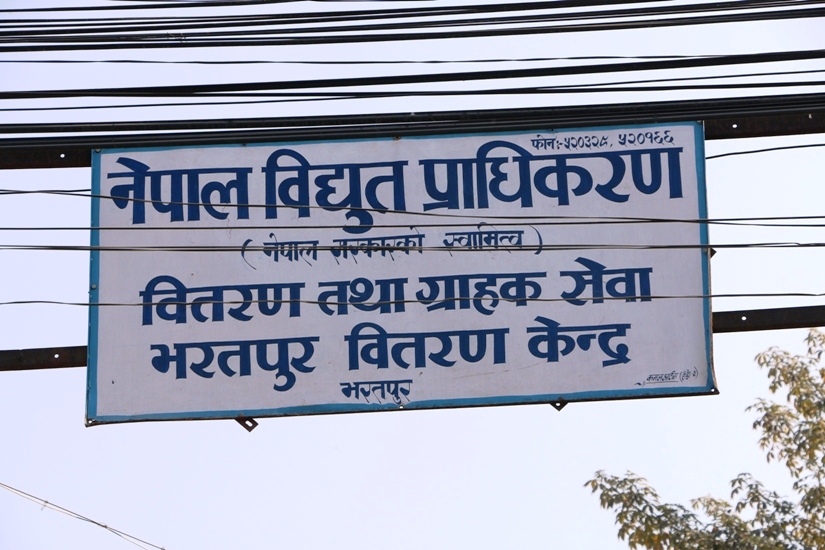 फोन:- ५२०३२९, ५२०१६६
नेपाल विद्युत प्राधिकरण
( नेपाल सरकारको स्वामित्व )
वितरण तथा ग्राहक सेवा
भरतपुर वितरण केन्द्र
भरतपुर